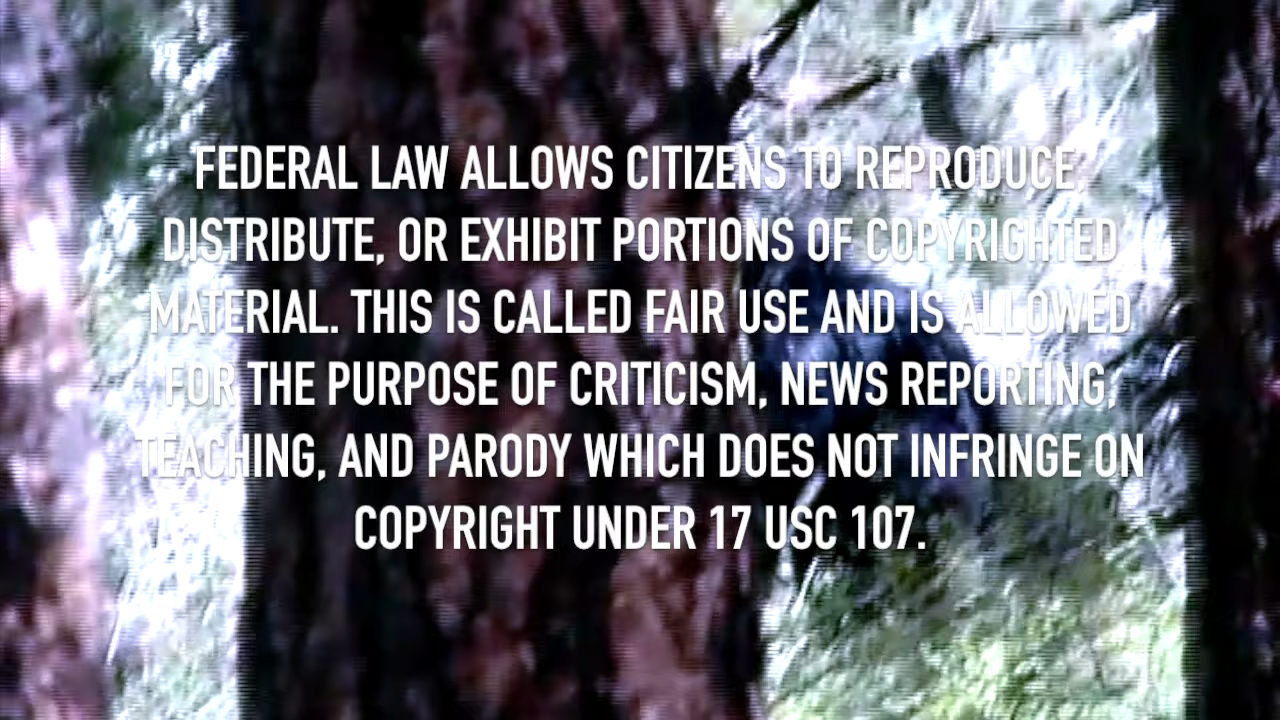 FEDERAL LAW ALLOWS CITIZENS TO REPRODUCE,
DISTRIBUTE, OR EXHIBIT PORTIONS OF COPYRIGHTED
MATERIAL. THIS IS CALLED FAIR USE AND IS ALLOWED
FOR THE PURPOSE OF CRITICISM, NEWS REPORTING,
TEACHING, AND PARODY WHICH DOES NOT INFRINGE ON
COPYRIGHT UNDER 17 USC 107.